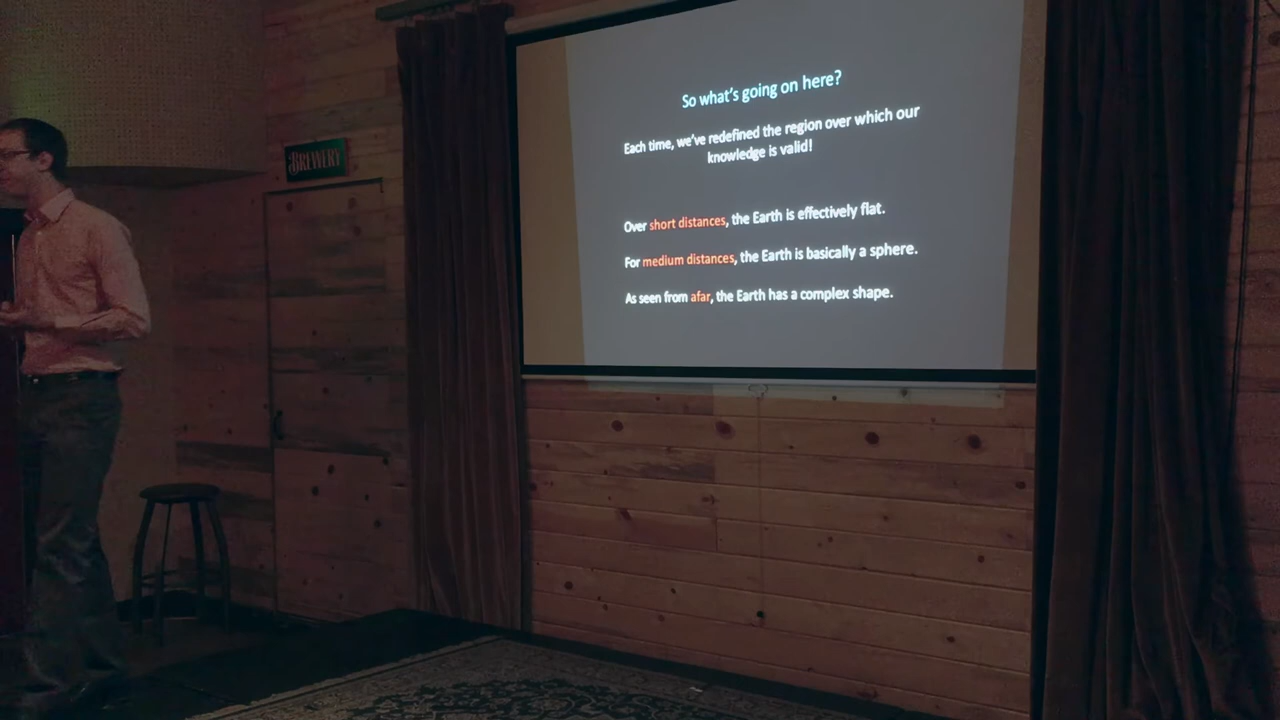 BREWERY
So what's going on here?
Each time, we've redefined the region over which our
knowledge is valid!
Over short distances, the Earth is effectively flat.
For medium distances, the Earth is basically a sphere.
As seen from afar, the Earth has a complex shape.